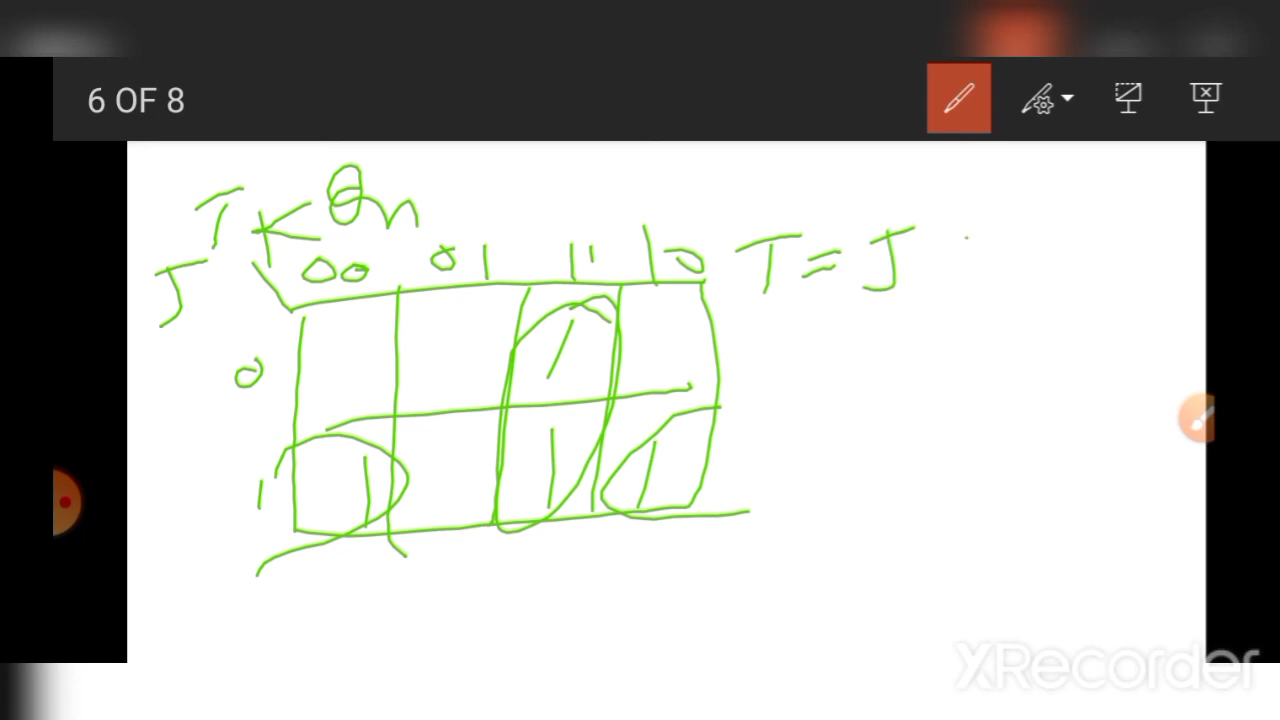 6 OF 8
T K Qn
J 00 01 11 10 T = J
0 1
1 1 1 1
XRecorder